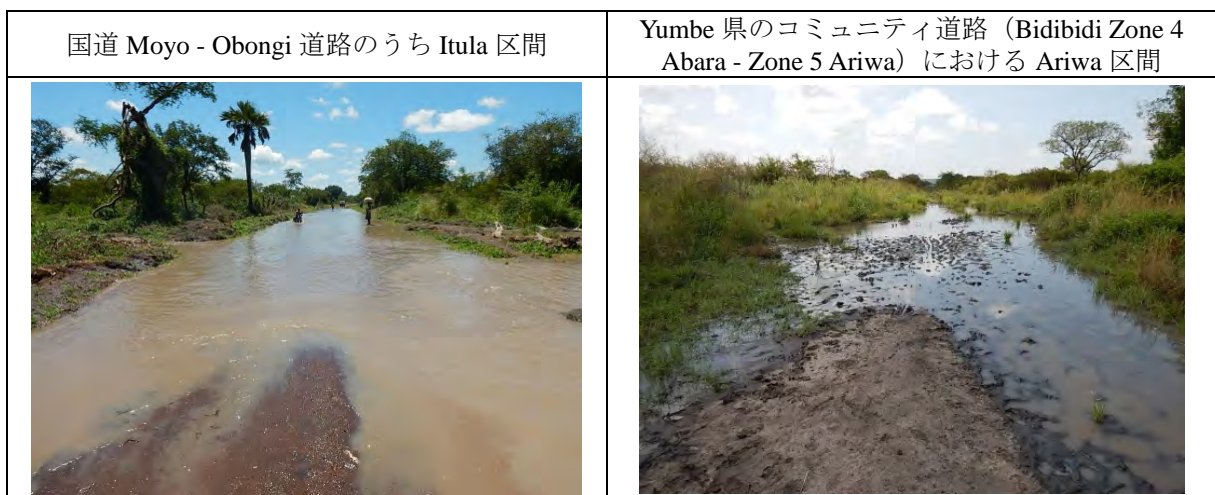 国道 Moyo - Obongi 道路のうち Itula 区間
Yumbe 県のコミュニティ道路（Bidibidi Zone 4
Abara - Zone 5 Ariwa）における Ariwa 区間